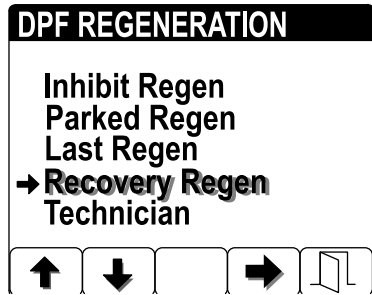 DPF REGENERATION
Inhibit Regen
Parked Regen
Last Regen
Recovery Regen
Technician